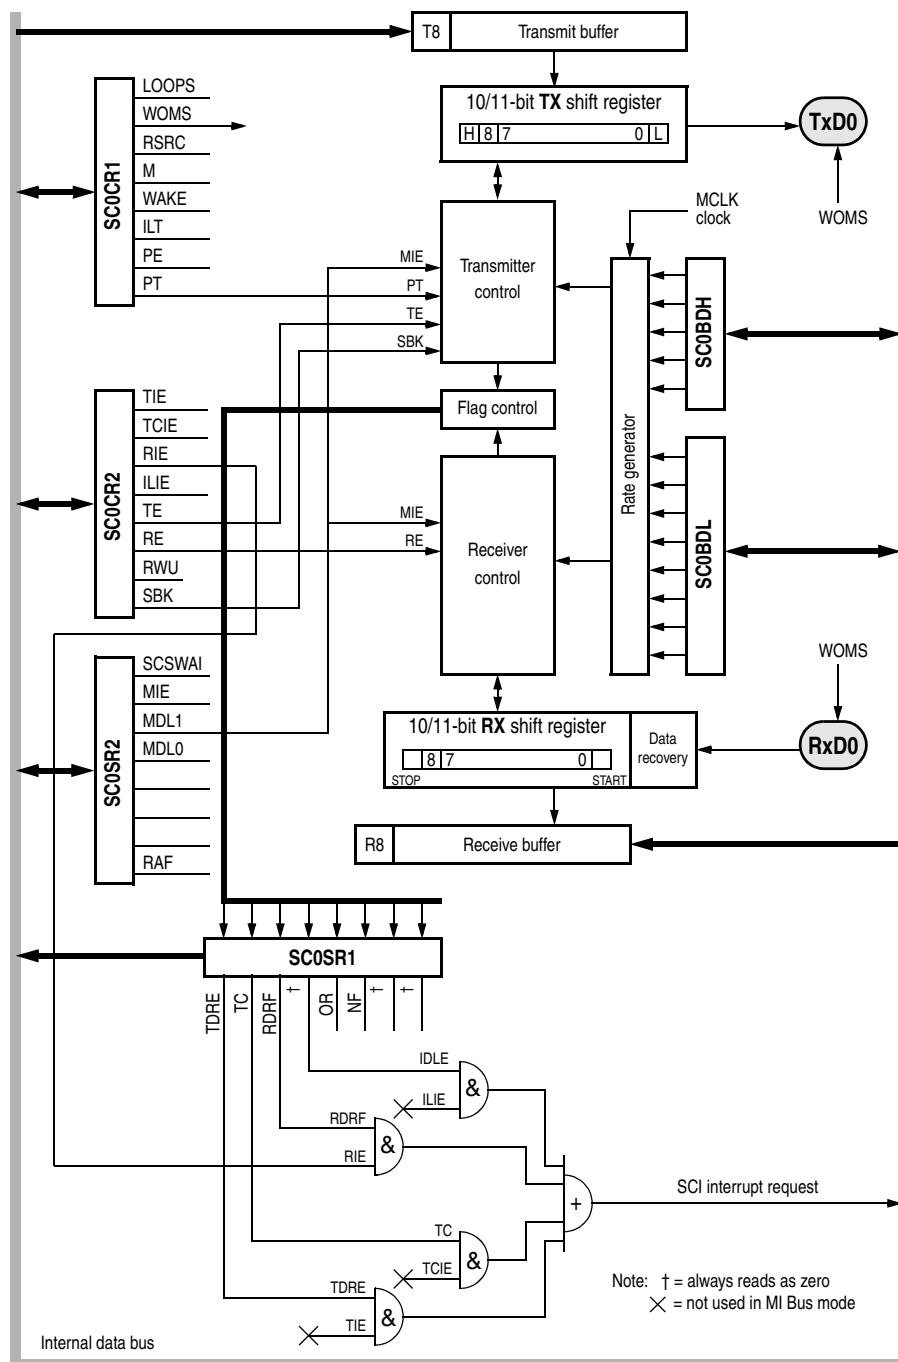 T8 Transmit buffer
10/11-bit TX shift register
H 8 7 0 L
TxD0
WOMS
MCLK
clock
SC0CR1
LOOPS
WOMS
RSRC
M
WAKE
ILT
PE
PT
MIE
PT
TE
SBK
Transmitter
control
Rate generator
SC0BDH
Flag control
SC0CR2
TIE
TCIE
RIE
ILIE
TE
RE
RWU
SBK
MIE
RE
Receiver
control
SC0BDL
WOMS
SC0SR2
SCSWAI
MIE
MDL1
MDL0
RAF
10/11-bit RX shift register
8 7 0
STOP START
Data
recovery
RxD0
R8 Receive buffer
SC0SR1
TDRE
TC
RDRF
†
OR
NF
†
†
IDLE
ILIE
&
RDRF
RIE
&
+
SCI interrupt request
TC
TCIE
&
TDRE
TIE
&
Note: † = always reads as zero
= not used in MI Bus mode
Internal data bus